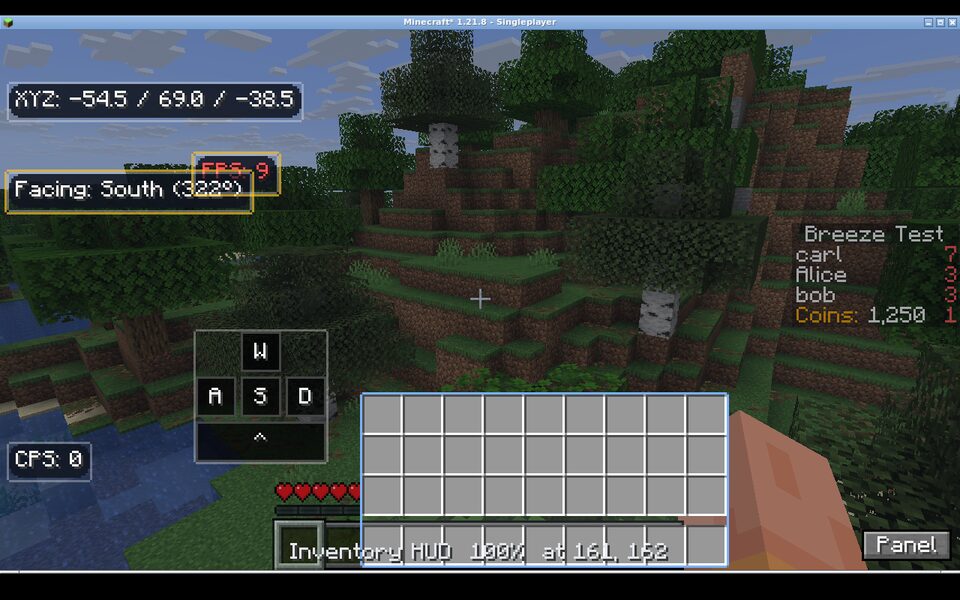 Minecraft* 1.21.8 - Singleplayer
XYZ: -54.5 / 69.0 / -38.5
FPS: 9
Facing: South (322°)
Breeze Test
carl 7
Alice 3
bob 3
Coins: 1,250 1
W
A S D
^
CPS: 0
Inventory HUD 100% at 161, 162
Panel